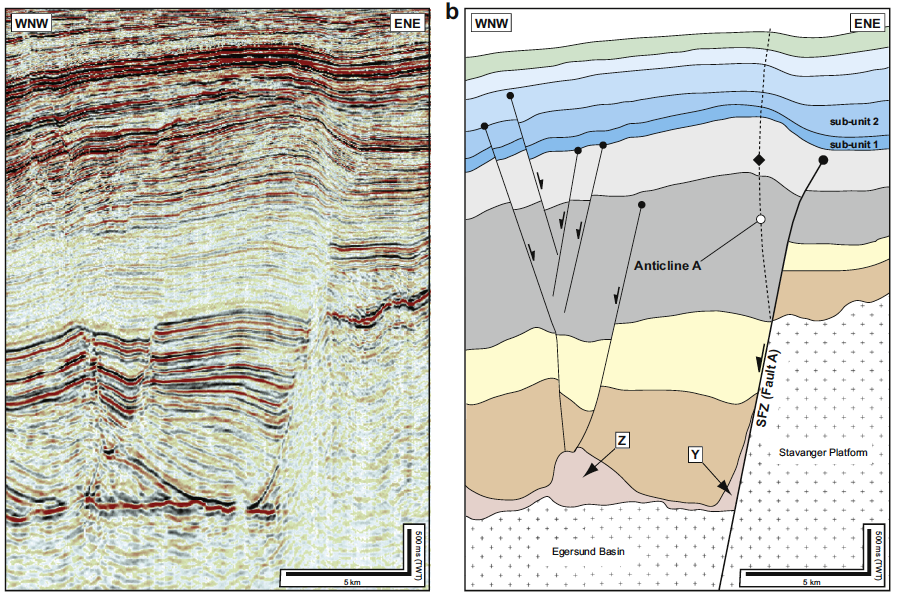 WNW
ENE
500 ms (TWT)
5 km
b
WNW
ENE
sub-unit 2
sub-unit 1
Anticline A
SFZ (Fault A)
Z
Y
Stavanger Platform
Egersund Basin
500 ms (TWT)
5 km